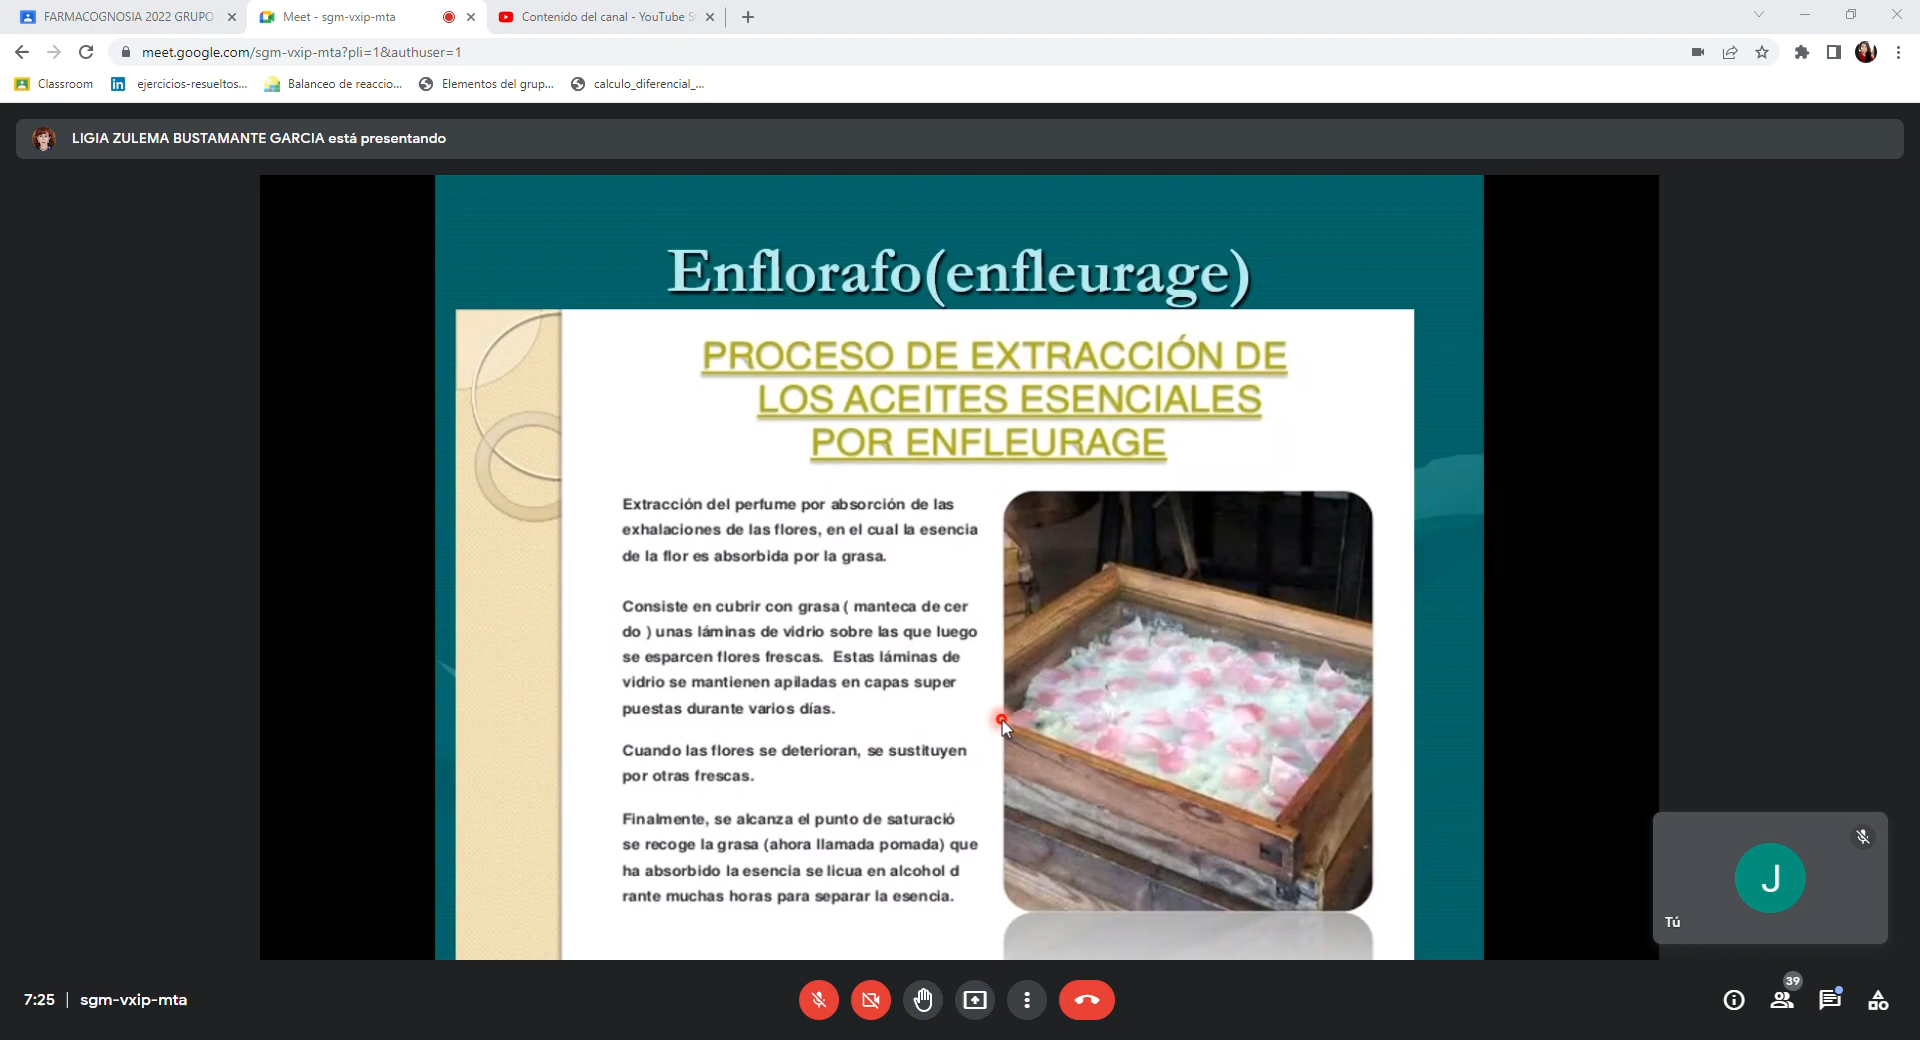 FARMACOGNOSIA 2022 GRUPO
Meet - sgm-vxip-mta
Contenido del canal - YouTube S
meet.google.com/sgm-vxip-mta?pli=1&authuser=1
Classroom
ejercicios-resueltos...
Balanceo de reaccio...
Elementos del grup...
calculo_diferencial_...
LIGIA ZULEMA BUSTAMANTE GARCIA está presentando
Enflorafo(enfleurage)
PROCESO DE EXTRACCIÓN DE
LOS ACEITES ESENCIALES
POR ENFLEURAGE
Extracción del perfume por absorción de las
exhalaciones de las flores, en el cual la esencia
de la flor es absorbida por la grasa.
Consiste en cubrir con grasa ( manteca de cer
do ) unas láminas de vidrio sobre las que luego
se esparcen flores frescas. Estas láminas de
vidrio se mantienen apiladas en capas super
puestas durante varios días.
Cuando las flores se deterioran, se sustituyen
por otras frescas.
Finalmente, se alcanza el punto de saturació
se recoge la grasa (ahora llamada pomada) que
ha absorbido la esencia se licua en alcohol d
rante muchas horas para separar la esencia.
J
Tú
7:25 | sgm-vxip-mta
39